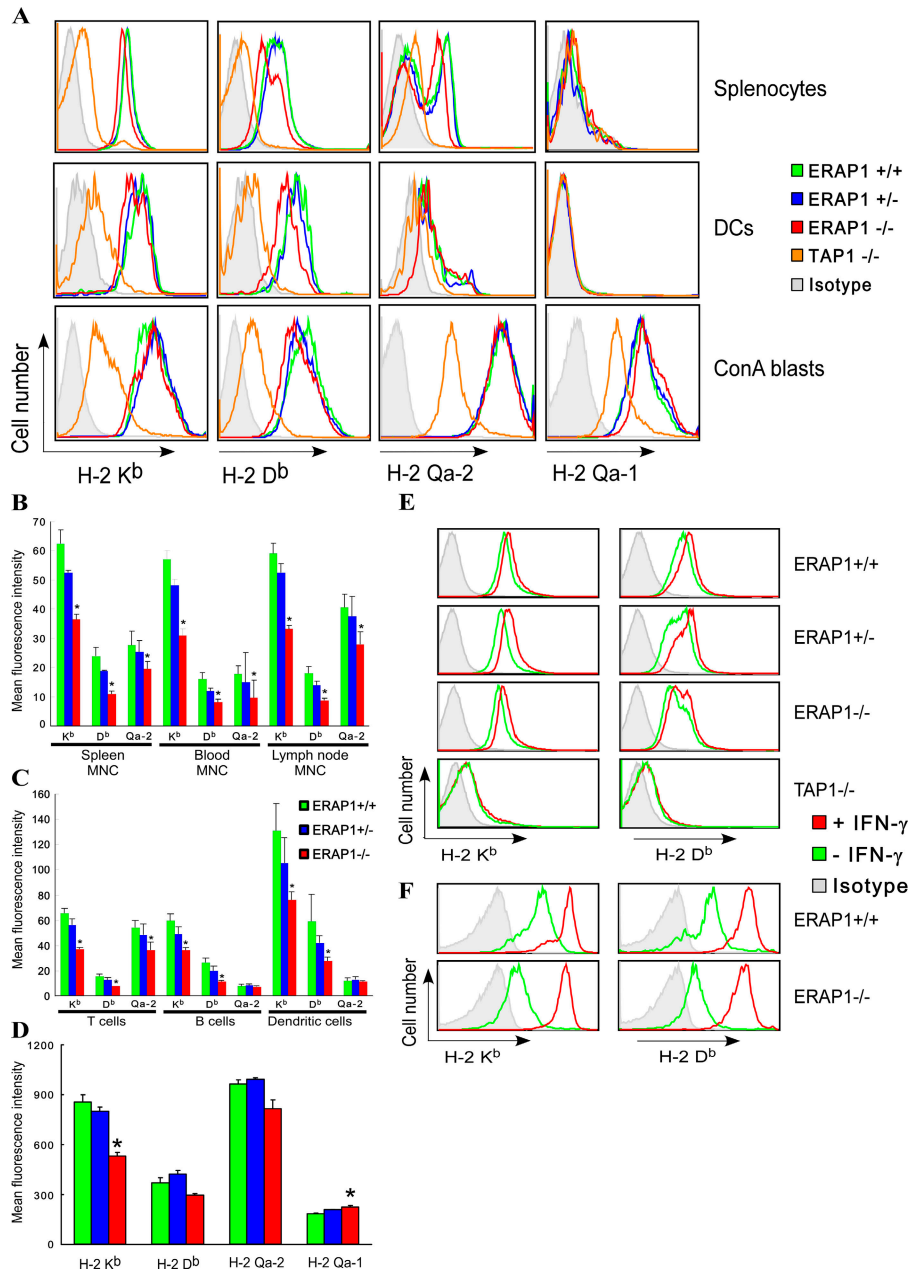 A
Splenocytes
ERAP1 +/+
ERAP1 +/-
ERAP1 -/-
TAP1 -/-
Isotype
DCs
ConA blasts
Cell number
H-2 Kb
H-2 Db
H-2 Qa-2
H-2 Qa-1
B
Mean fluorescence intensity
70
60
50
40
30
20
10
0
* * * * * * * * *
Kb Db Qa-2 Kb Db Qa-2 Kb Db Qa-2
Spleen MNC
Blood MNC
Lymph node MNC
C
Mean fluorescence intensity
160
140
120
100
80
60
40
20
0
ERAP1+/+
ERAP1+/-
ERAP1-/-
* * * * * * *
Kb Db Qa-2 Kb Db Qa-2 Kb Db Qa-2
T cells
B cells
Dendritic cells
D
Mean fluorescence intensity
1200
900
600
300
0
* *
H-2 Kb H-2 Db H-2 Qa-2 H-2 Qa-1
E
ERAP1+/+
ERAP1+/-
ERAP1-/-
TAP1-/-
Cell number
H-2 Kb
H-2 Db
+ IFN-γ
- IFN-γ
Isotype
F
ERAP1+/+
ERAP1-/-
Cell number
H-2 Kb
H-2 Db